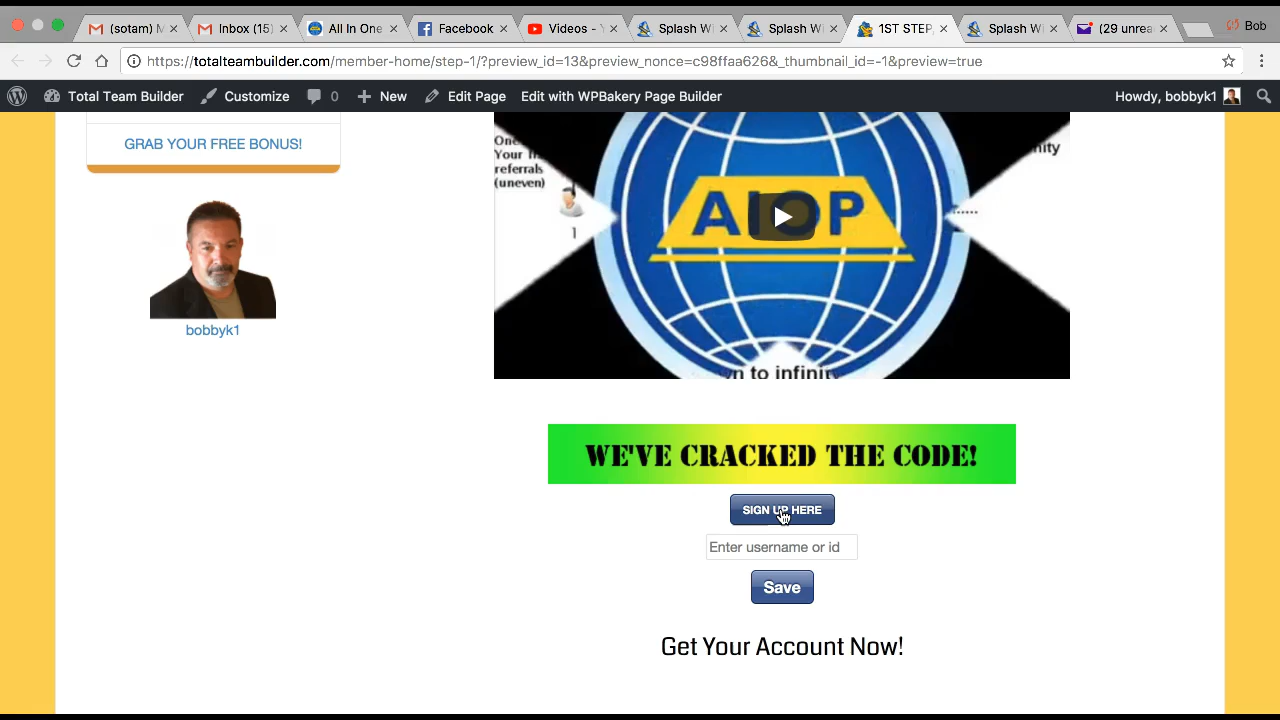 (sotam) M
Inbox (15)
All In One
Facebook
Videos - Y
Splash Wi
Splash Wi
1ST STEP
Splash Wi
(29 unrea
Bob
https://totalteambuilder.com/member-home/step-1/?preview_id=13&preview_nonce=c98ffaa626&_thumbnail_id=-1&preview=true
Total Team Builder
Customize
0
New
Edit Page
Edit with WPBakery Page Builder
Howdy, bobbyk1
GRAB YOUR FREE BONUS!
bobbyk1
One
Your
referrals
(uneven)
1
AIOP
down to infinity
WE'VE CRACKED THE CODE!
SIGN UP HERE
Enter username or id
Save
Get Your Account Now!